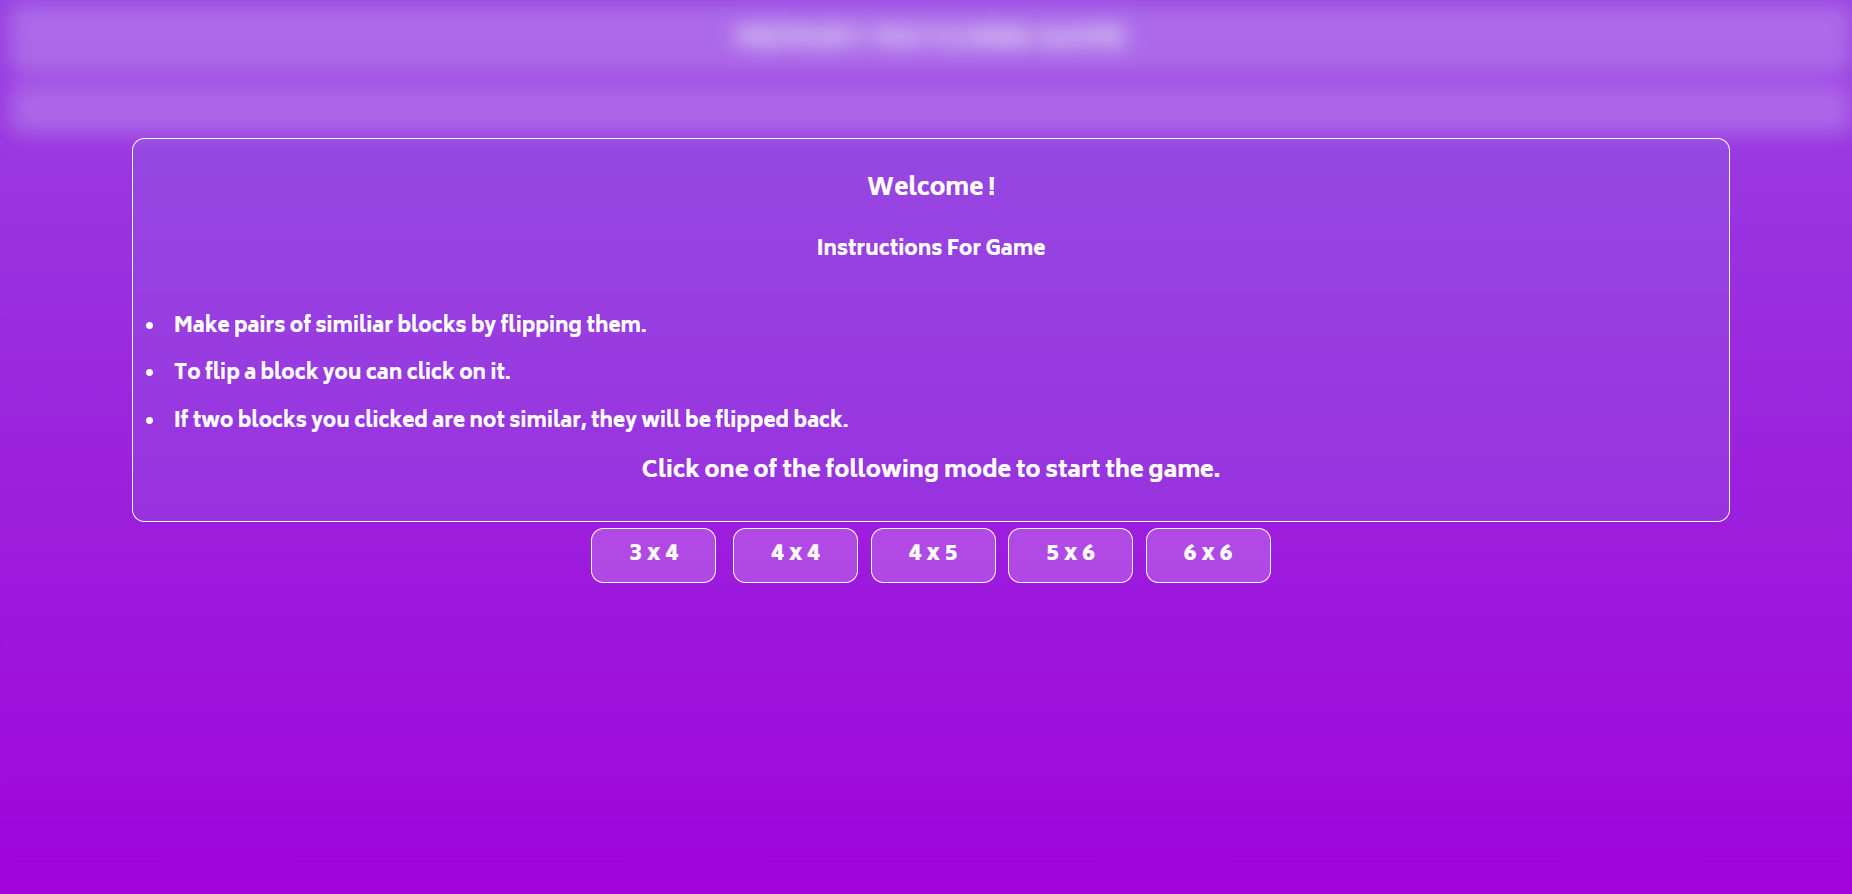 Welcome !
Instructions For Game
Make pairs of similiar blocks by flipping them.
To flip a block you can click on it.
If two blocks you clicked are not similar, they will be flipped back.
Click one of the following mode to start the game.
3 x 4
4 x 4
4 x 5
5 x 6
6 x 6